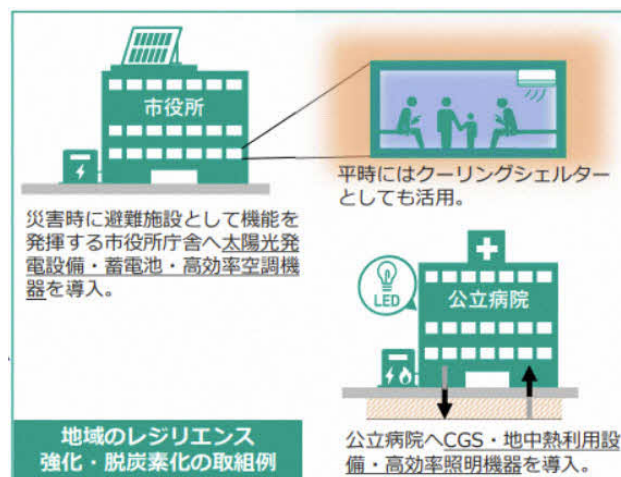 市役所
平時にはクーリングシェルター
としても活用。
災害時に避難施設として機能を
発揮する市役所庁舎へ太陽光発
電設備・蓄電池・高効率空調機
器を導入。
LED
公立病院
公立病院へCGS・地中熱利用設
備・高効率照明機器を導入。
地域のレジリエンス
強化・脱炭素化の取組例